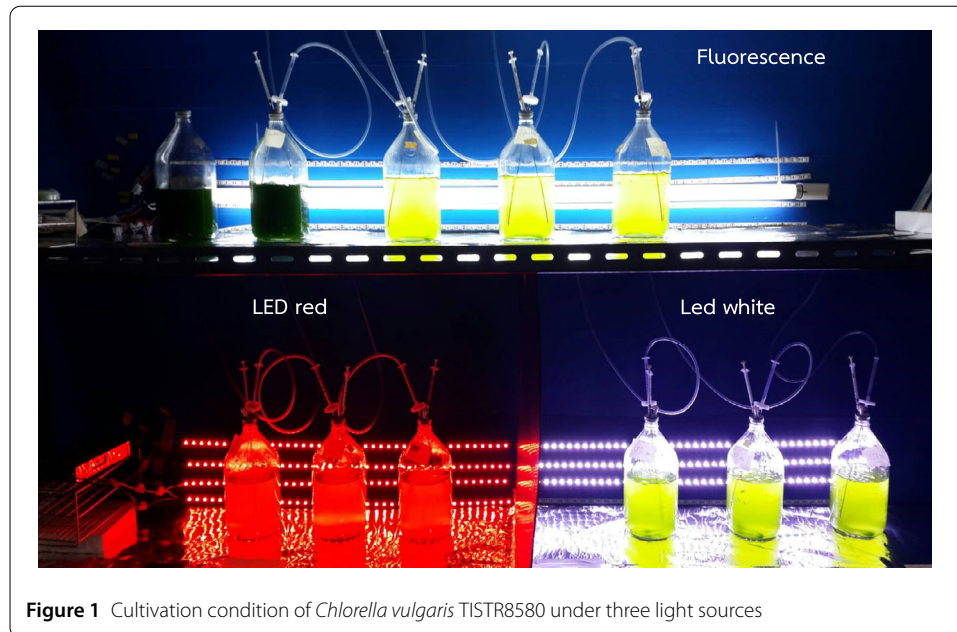 Fluorescence
LED red
Led white
Figure 1 Cultivation condition of Chlorella vulgaris TISTR8580 under three light sources